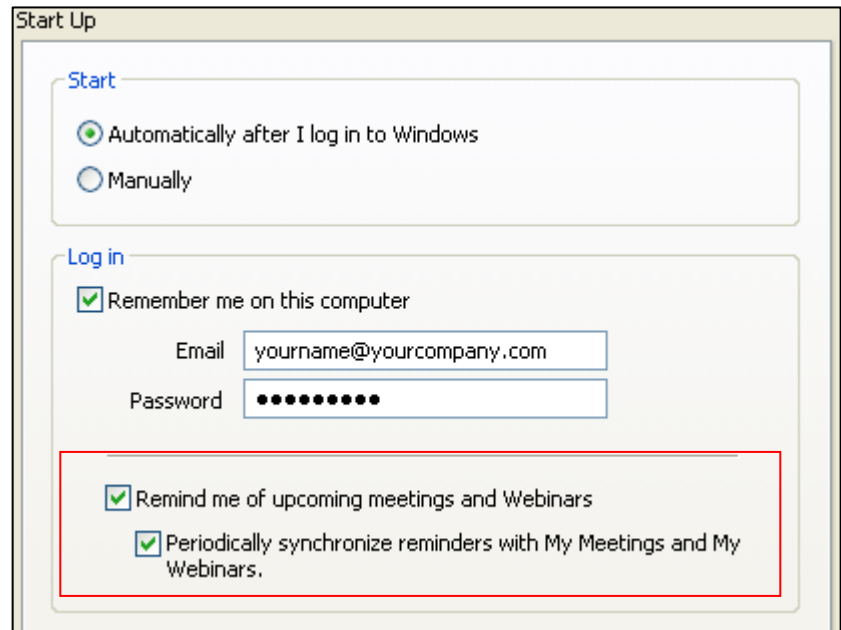 Start Up
Start
Automatically after I log in to Windows
Manually
Log in
Remember me on this computer
Email yourname@yourcompany.com
Password ●●●●●●●●●
Remind me of upcoming meetings and Webinars
Periodically synchronize reminders with My Meetings and My
Webinars.